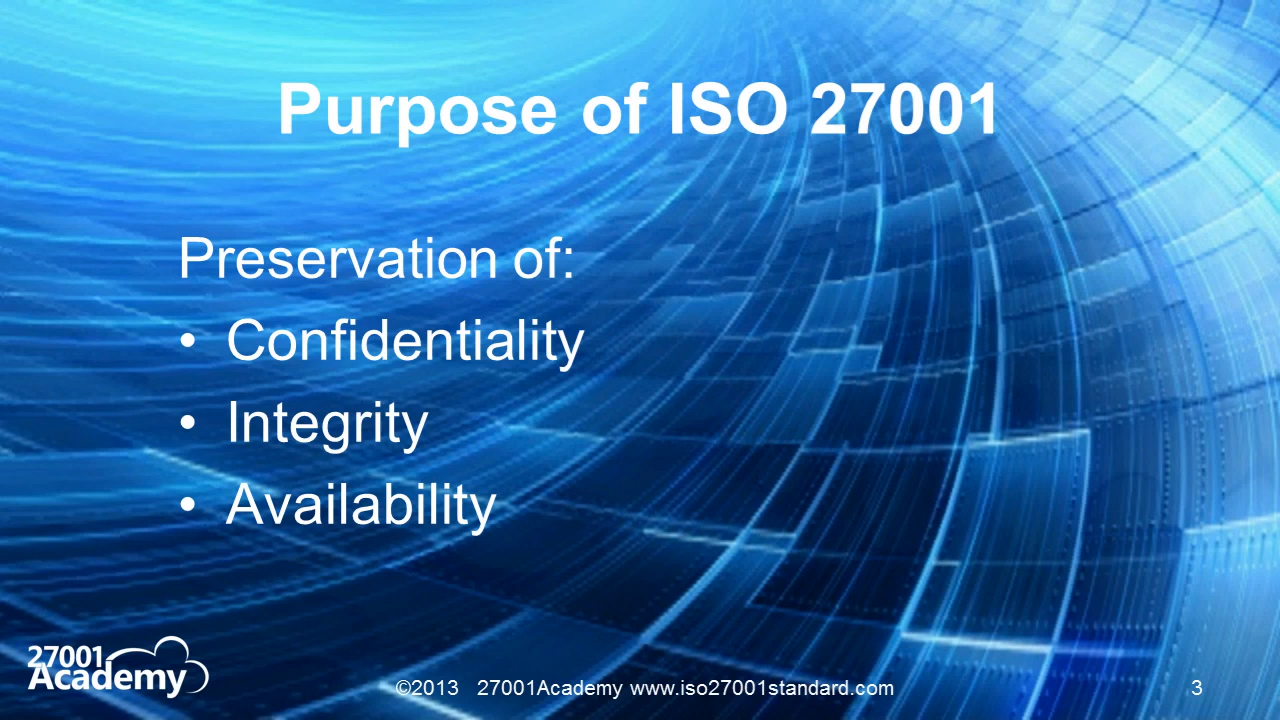 Purpose of ISO 27001
Preservation of:
• Confidentiality
• Integrity
• Availability
27001
Academy
©2013 27001Academy www.iso27001standard.com 3